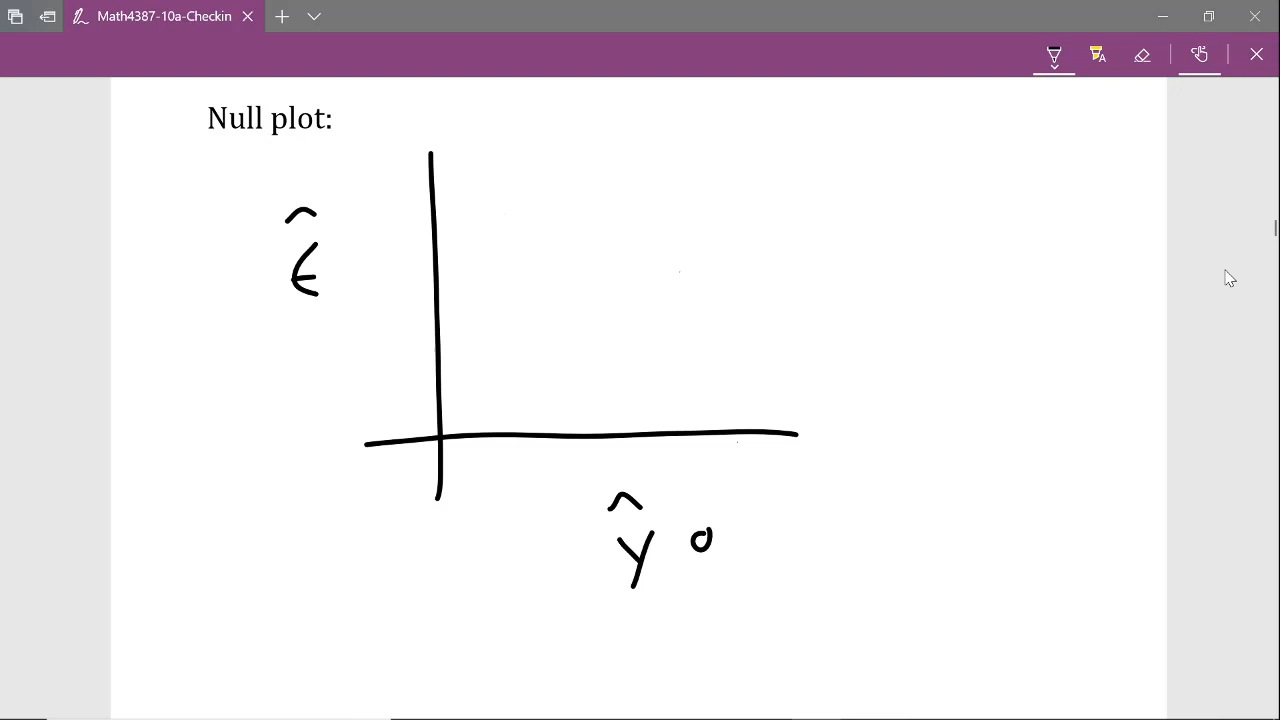 Math4387-10a-Checkin
Null plot:
ε̂
ŷ o